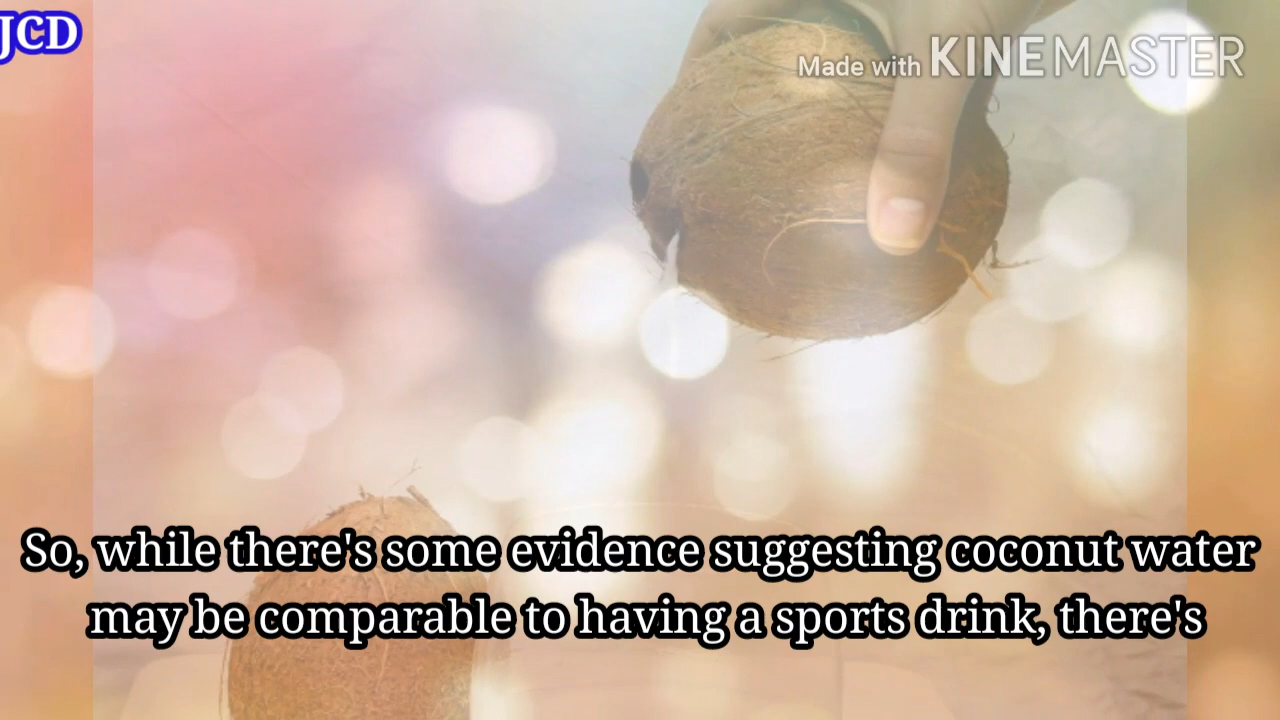 JCD
Made with KINEMASTER
So, while there's some evidence suggesting coconut water
may be comparable to having a sports drink, there's